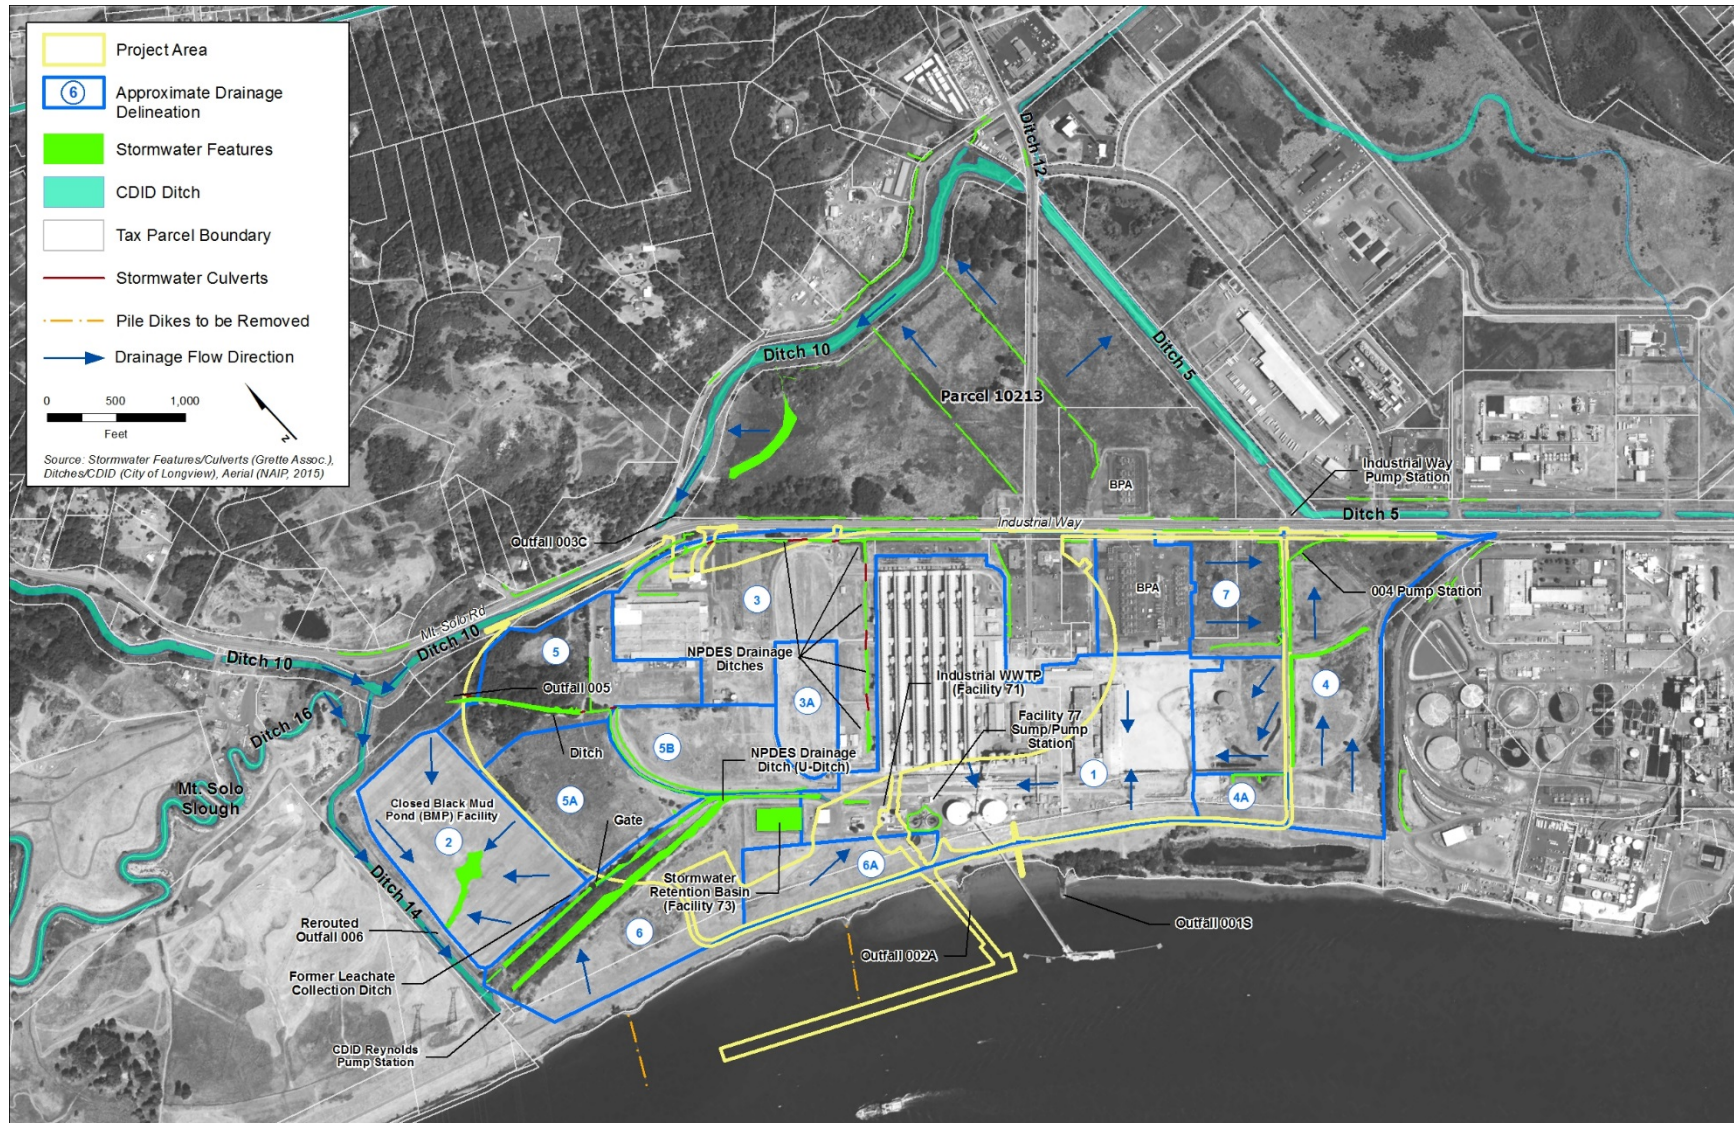 Project Area
6
Approximate Drainage
Delineation
Stormwater Features
CDID Ditch
Tax Parcel Boundary
Stormwater Culverts
Pile Dikes to be Removed
Drainage Flow Direction
0 500 1,000
Feet
N
Source: Stormwater Features/Culverts (Grette Assoc.),
Ditches/CDID (City of Longview), Aerial (NAIP, 2015)
Ditch 12
Ditch 10
Ditch 5
Parcel 10213
BPA
Industrial Way
Pump Station
Ditch 5
Industrial Way
Outfall 003C
004 Pump Station
BPA
7
3
Mt. Solo Rd
Ditch 10
Ditch 10
5
NPDES Drainage
Ditches
Industrial WWTP
(Facility 71)
4
Outfall 005
3A
Facility 77
Sump/Pump
Station
Ditch 16
Ditch
5B
NPDES Drainage
Ditch (U-Ditch)
1
Mt. Solo
Slough
5A
4A
Closed Black Mud
Pond (BMP) Facility
2
Gate
6A
Stormwater
Retention Basin
(Facility 73)
Ditch 14
Rerouted
Outfall 006
6
Outfall 001S
Outfall 002A
Former Leachate
Collection Ditch
CDID Reynolds
Pump Station